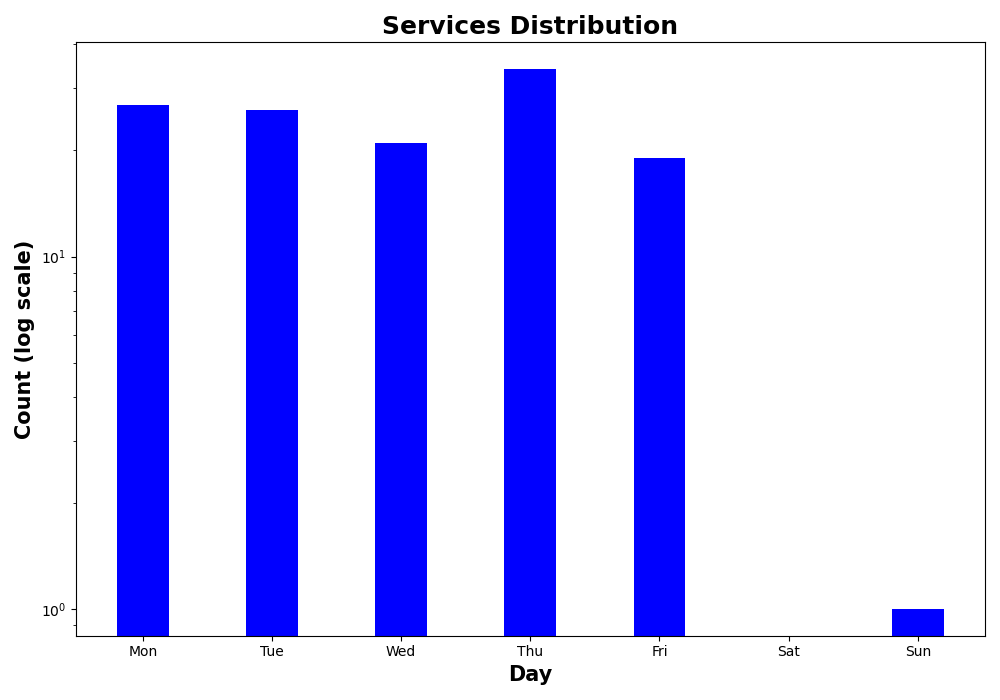 Services Distribution
Count (log scale)
10¹
10⁰
Mon Tue Wed Thu Fri Sat Sun
Day